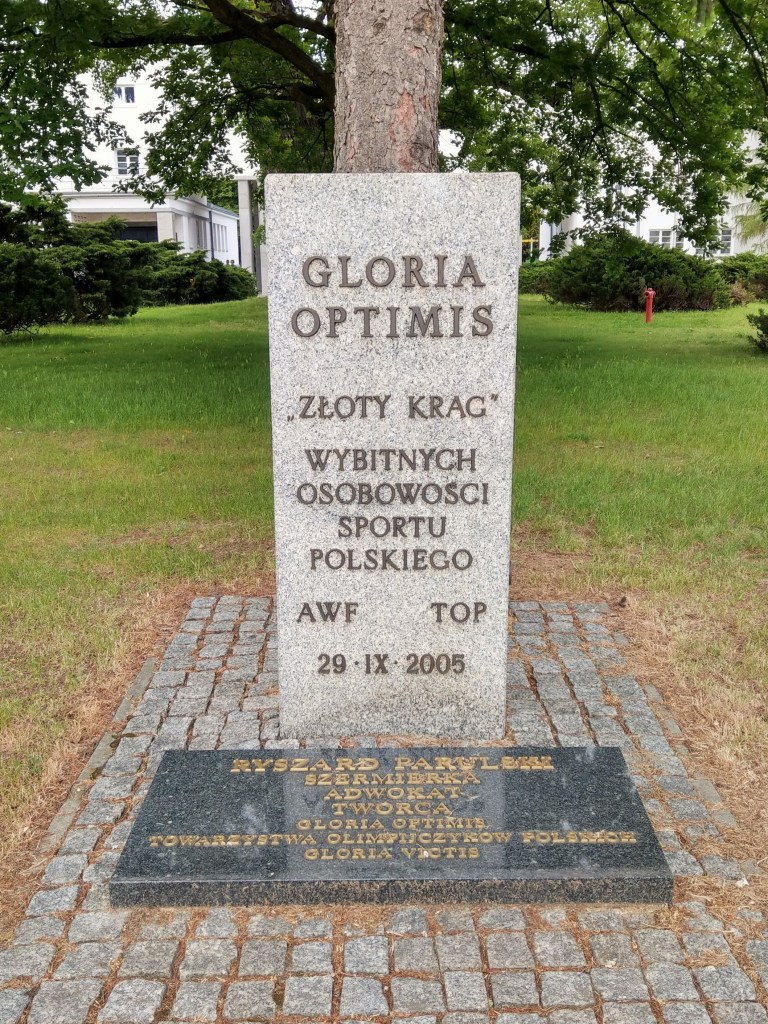 GLORIA
OPTIMIS
„ZŁOTY KRĄG”
WYBITNYCH
OSOBOWOŚCI
SPORTU
POLSKIEGO
AWF TOP
29·IX·2005
RYSZARD PARULSKI
SZERMIERKA
ADWOKAT
TWÓRCA
GLORIA OPTIMIS
TOWARZYSTWA OLIMPIJCZYKÓW POLSKICH
GLORIA VICTIS